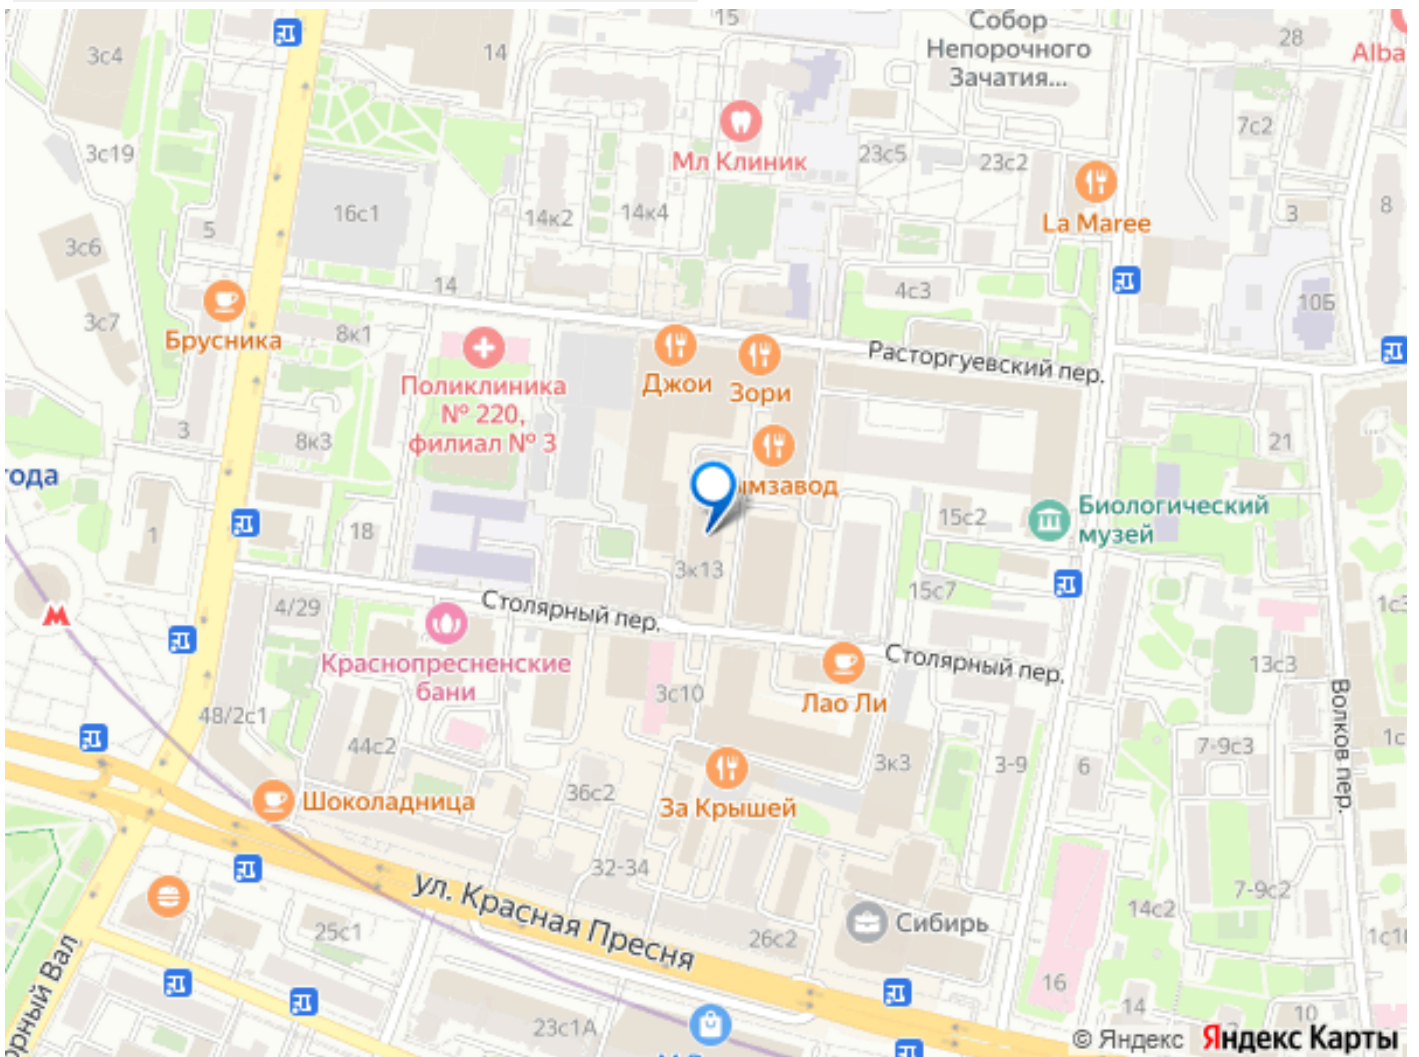 15
Собор
Непорочного
Зачатия...
28
Alba
3с4
14
7с2
3с19
Мл Клиник
23с5
23с2
16с1
14к2
14к4
La Maree
3
8
5
3с6
14
4с3
10Б
3с7
Брусника
8к1
Поликлиника
№ 220,
филиал № 3
Джои
Зори
Расторгуевский пер.
3
8к3
21
ода
1
18
15с2
Биологический
музей
3к13
15с7
4/29
Столярный пер.
Столярный пер.
Краснопресненские
бани
3с10
Лао Ли
13с3
Волков пер.
48/2с1
44с2
3к3
3-9
6
7-9с3
Шоколадница
36с2
За Крышей
32-34
ул. Красная Пресня
7-9с2
14с2
25с1
26с2
Сибирь
16
14
10
23с1А
© Яндекс Яндекс Карты